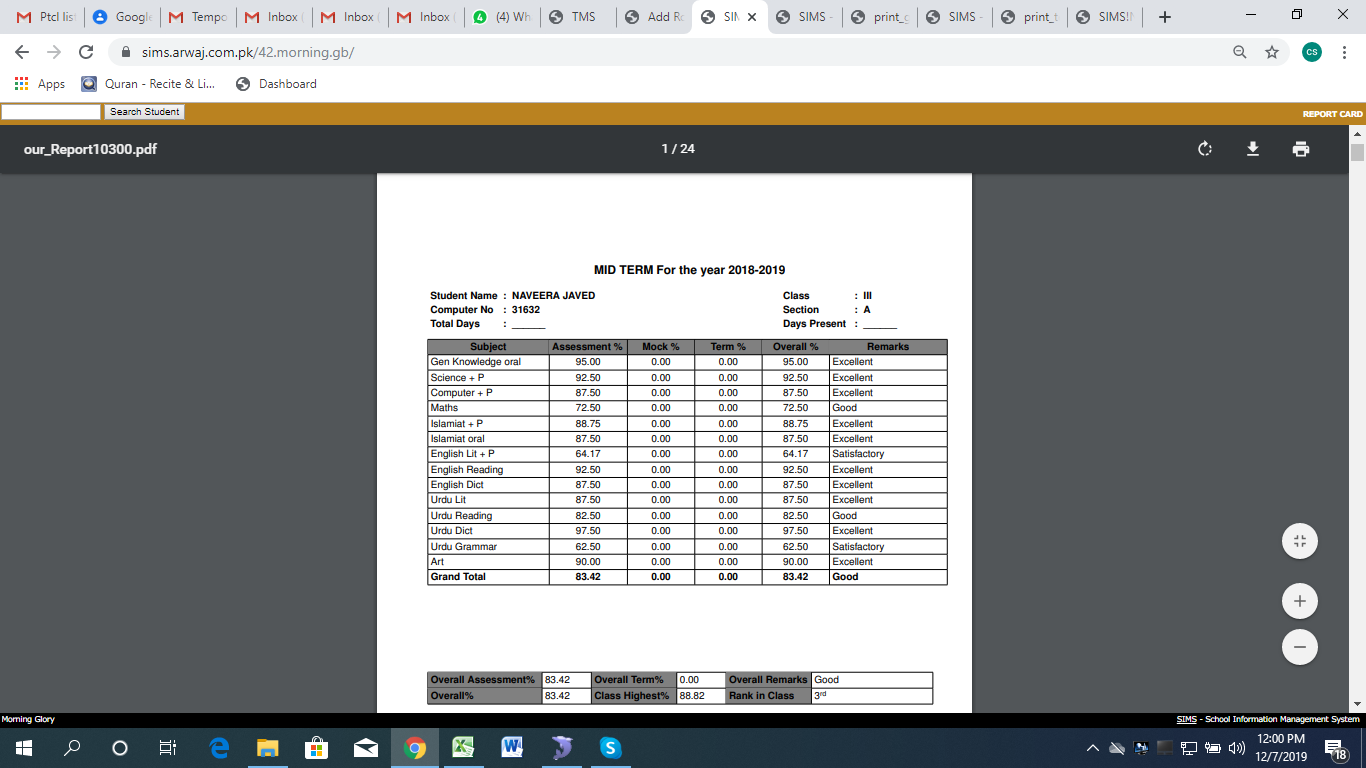 Ptcl lis Google Tempo Inbox Inbox Inbox (4) Wh TMS Add Ro SIM SIMS - print_g SIMS - print_t SIMS!!
sims.arwaj.com.pk/42.morning.gb/ CS
Apps Quran - Recite & Li... Dashboard
Search Student REPORT CARD
our_Report10300.pdf 1 / 24
MID TERM For the year 2018-2019
Student Name : NAVEERA JAVED Class : III
Computer No : 31632 Section : A
Total Days : ______ Days Present : ______
Subject Assessment % Mock % Term % Overall % Remarks
Gen Knowledge oral 95.00 0.00 0.00 95.00 Excellent
Science + P 92.50 0.00 0.00 92.50 Excellent
Computer + P 87.50 0.00 0.00 87.50 Excellent
Maths 72.50 0.00 0.00 72.50 Good
Islamiat + P 88.75 0.00 0.00 88.75 Excellent
Islamiat oral 87.50 0.00 0.00 87.50 Excellent
English Lit + P 64.17 0.00 0.00 64.17 Satisfactory
English Reading 92.50 0.00 0.00 92.50 Excellent
English Dict 87.50 0.00 0.00 87.50 Excellent
Urdu Lit 87.50 0.00 0.00 87.50 Excellent
Urdu Reading 82.50 0.00 0.00 82.50 Good
Urdu Dict 97.50 0.00 0.00 97.50 Excellent
Urdu Grammar 62.50 0.00 0.00 62.50 Satisfactory
Art 90.00 0.00 0.00 90.00 Excellent
Grand Total 83.42 0.00 0.00 83.42 Good
Overall Assessment% 83.42 Overall Term% 0.00 Overall Remarks Good
Overall% 83.42 Class Highest% 88.82 Rank in Class 3rd
Morning Glory SIMS - School Information Management System
12:00 PM
12/7/2019 18